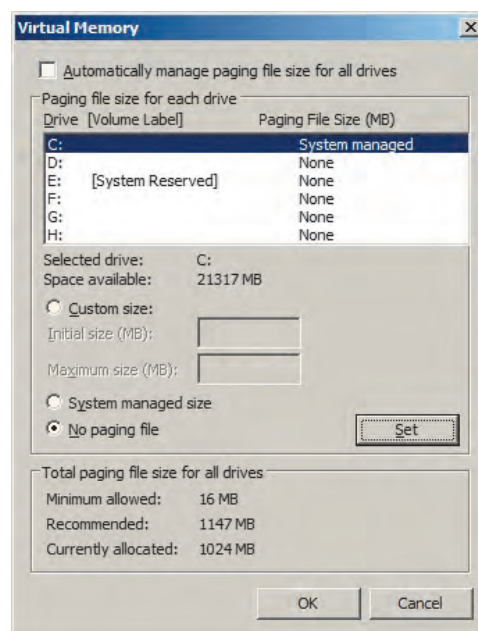 Virtual Memory
Automatically manage paging file size for all drives
Paging file size for each drive
Drive [Volume Label] Paging File Size (MB)
C: System managed
D: None
E: [System Reserved] None
F: None
G: None
H: None
Selected drive: C:
Space available: 21317 MB
Custom size:
Initial size (MB):
Maximum size (MB):
System managed size
No paging file
Set
Total paging file size for all drives
Minimum allowed: 16 MB
Recommended: 1147 MB
Currently allocated: 1024 MB
OK Cancel